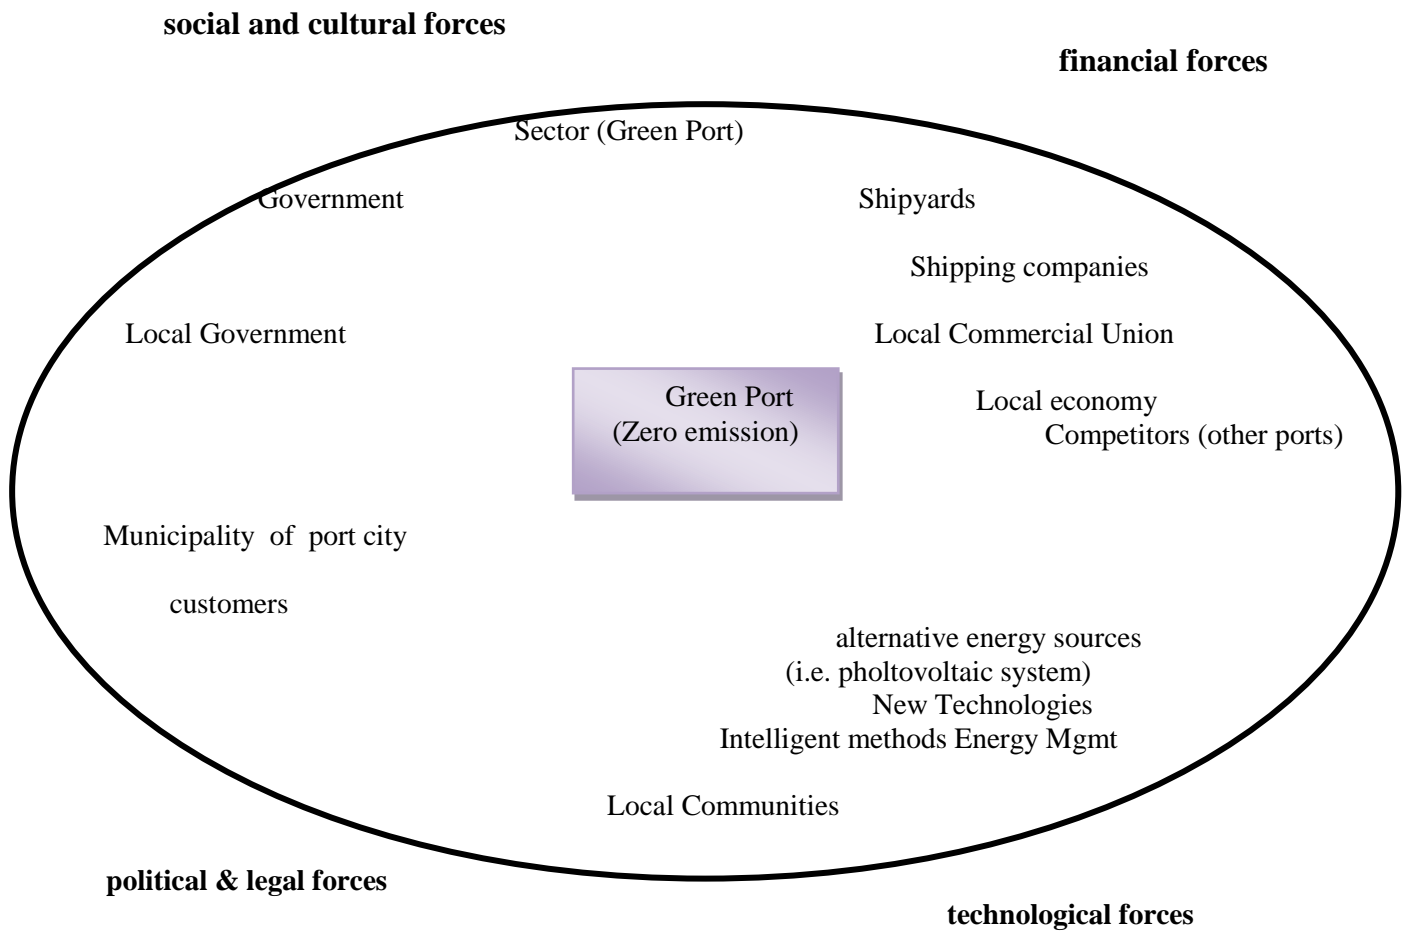 social and cultural forces
financial forces
Sector (Green Port)
Government
Shipyards
Shipping companies
Local Government
Local Commercial Union
Green Port
(Zero emission)
Local economy
Competitors (other ports)
Municipality of port city
customers
alternative energy sources
(i.e. pholtovoltaic system)
New Technologies
Intelligent methods Energy Mgmt
Local Communities
political & legal forces
technological forces